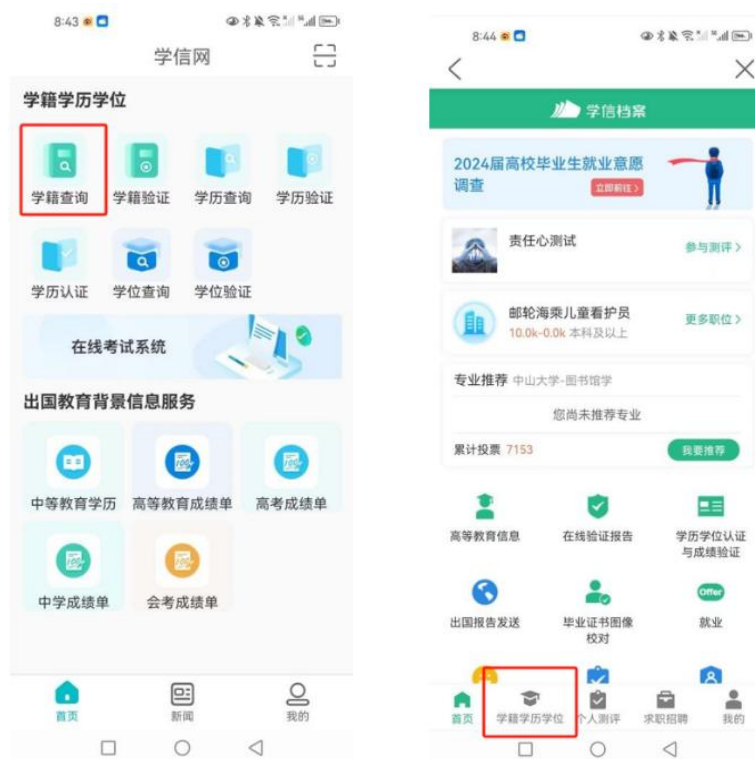 8:43
学信网
学籍学历学位
学籍查询 学籍验证 学历查询 学历验证
学历认证 学位查询 学位验证
在线考试系统
出国教育背景信息服务
中等教育学历 高等教育成绩单 高考成绩单
中学成绩单 会考成绩单
首页 新闻 我的
8:44
学信档案
2024届高校毕业生就业意愿
调查 立即前往>
责任心测试 参与测评>
邮轮海乘儿童看护员
10.0k-0.0k 本科及以上 更多职位>
专业推荐 中山大学-图书馆学
您尚未推荐专业
累计投票 7153 我要推荐
高等教育信息 在线验证报告 学历学位认证
与成绩验证
Offer
出国报告发送 毕业证书图像 就业
校对
首页 学籍学历学位 个人测评 求职招聘 我的